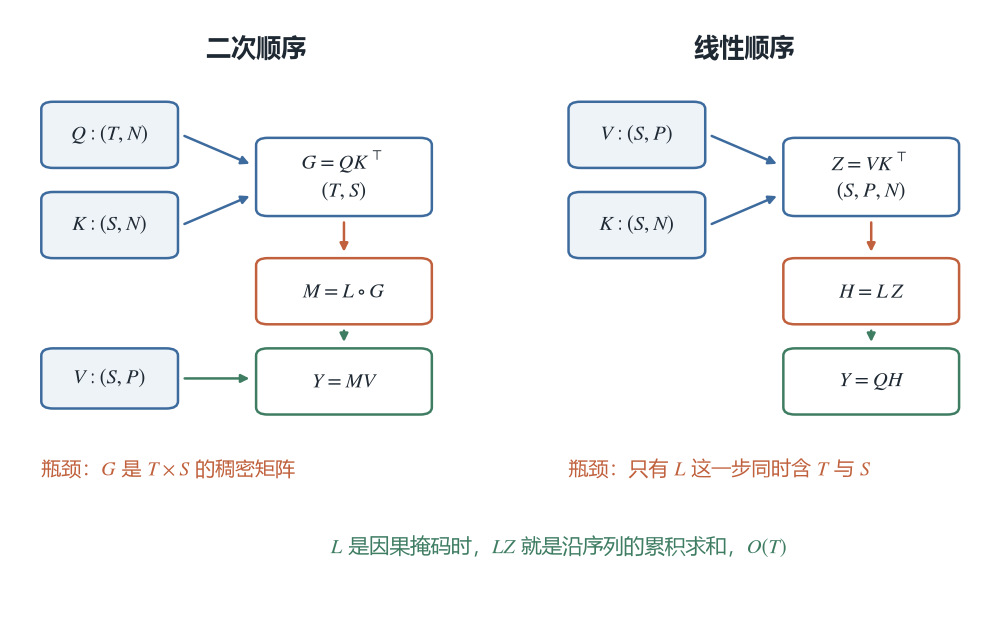 二次顺序
Q : (T, N)
K : (S, N)
G = QK⊤
(T, S)
M = L ∘ G
V : (S, P)
Y = MV
瓶颈：G 是 T × S 的稠密矩阵
线性顺序
V : (S, P)
K : (S, N)
Z = VK⊤
(S, P, N)
H = LZ
Y = QH
瓶颈：只有 L 这一步同时含 T 与 S
L 是因果掩码时，LZ 就是沿序列的累积求和，O(T)